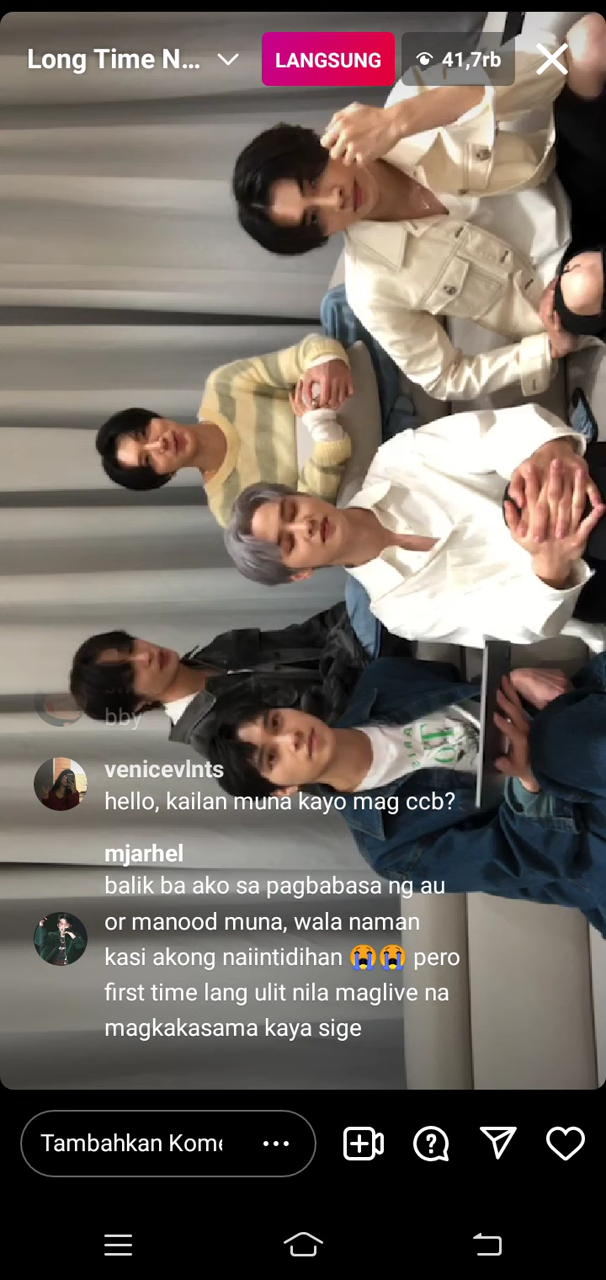 Long Time N...
LANGSUNG
41,7rb
bby
venicevlnts
hello, kailan muna kayo mag ccb?
mjarhel
balik ba ako sa pagbabasa ng au
or manood muna, wala naman
kasi akong naiintidihan 😭😭 pero
first time lang ulit nila maglive na
magkakasama kaya sige
Tambahkan Kome